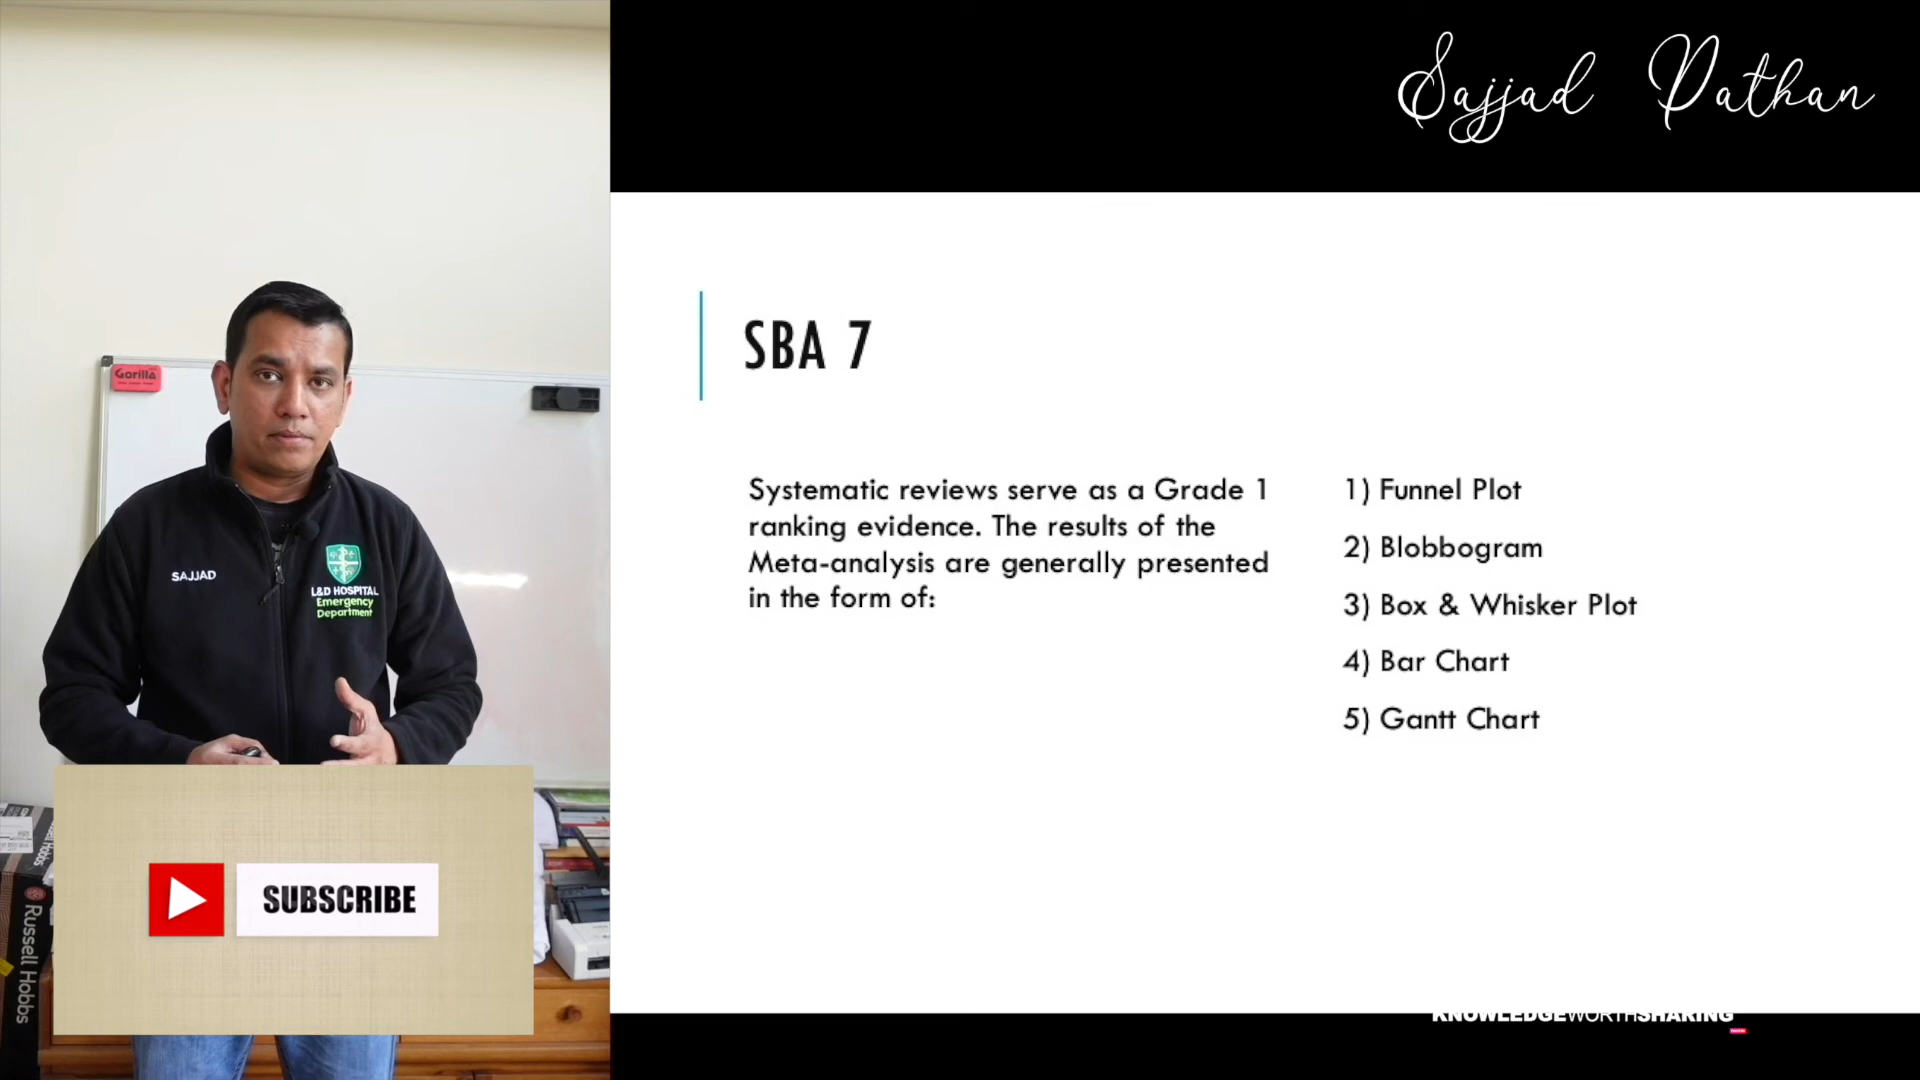 Sajjad Pathan
Gorilla
SBA 7
Systematic reviews serve as a Grade 1
ranking evidence. The results of the
Meta-analysis are generally presented
in the form of:
1) Funnel Plot
2) Blobbogram
3) Box & Whisker Plot
4) Bar Chart
5) Gantt Chart
SAJJAD
L&D HOSPITAL
Emergency
Department
SUBSCRIBE
Russell Hobbs
KNOWLEDGEWORTHSHARING